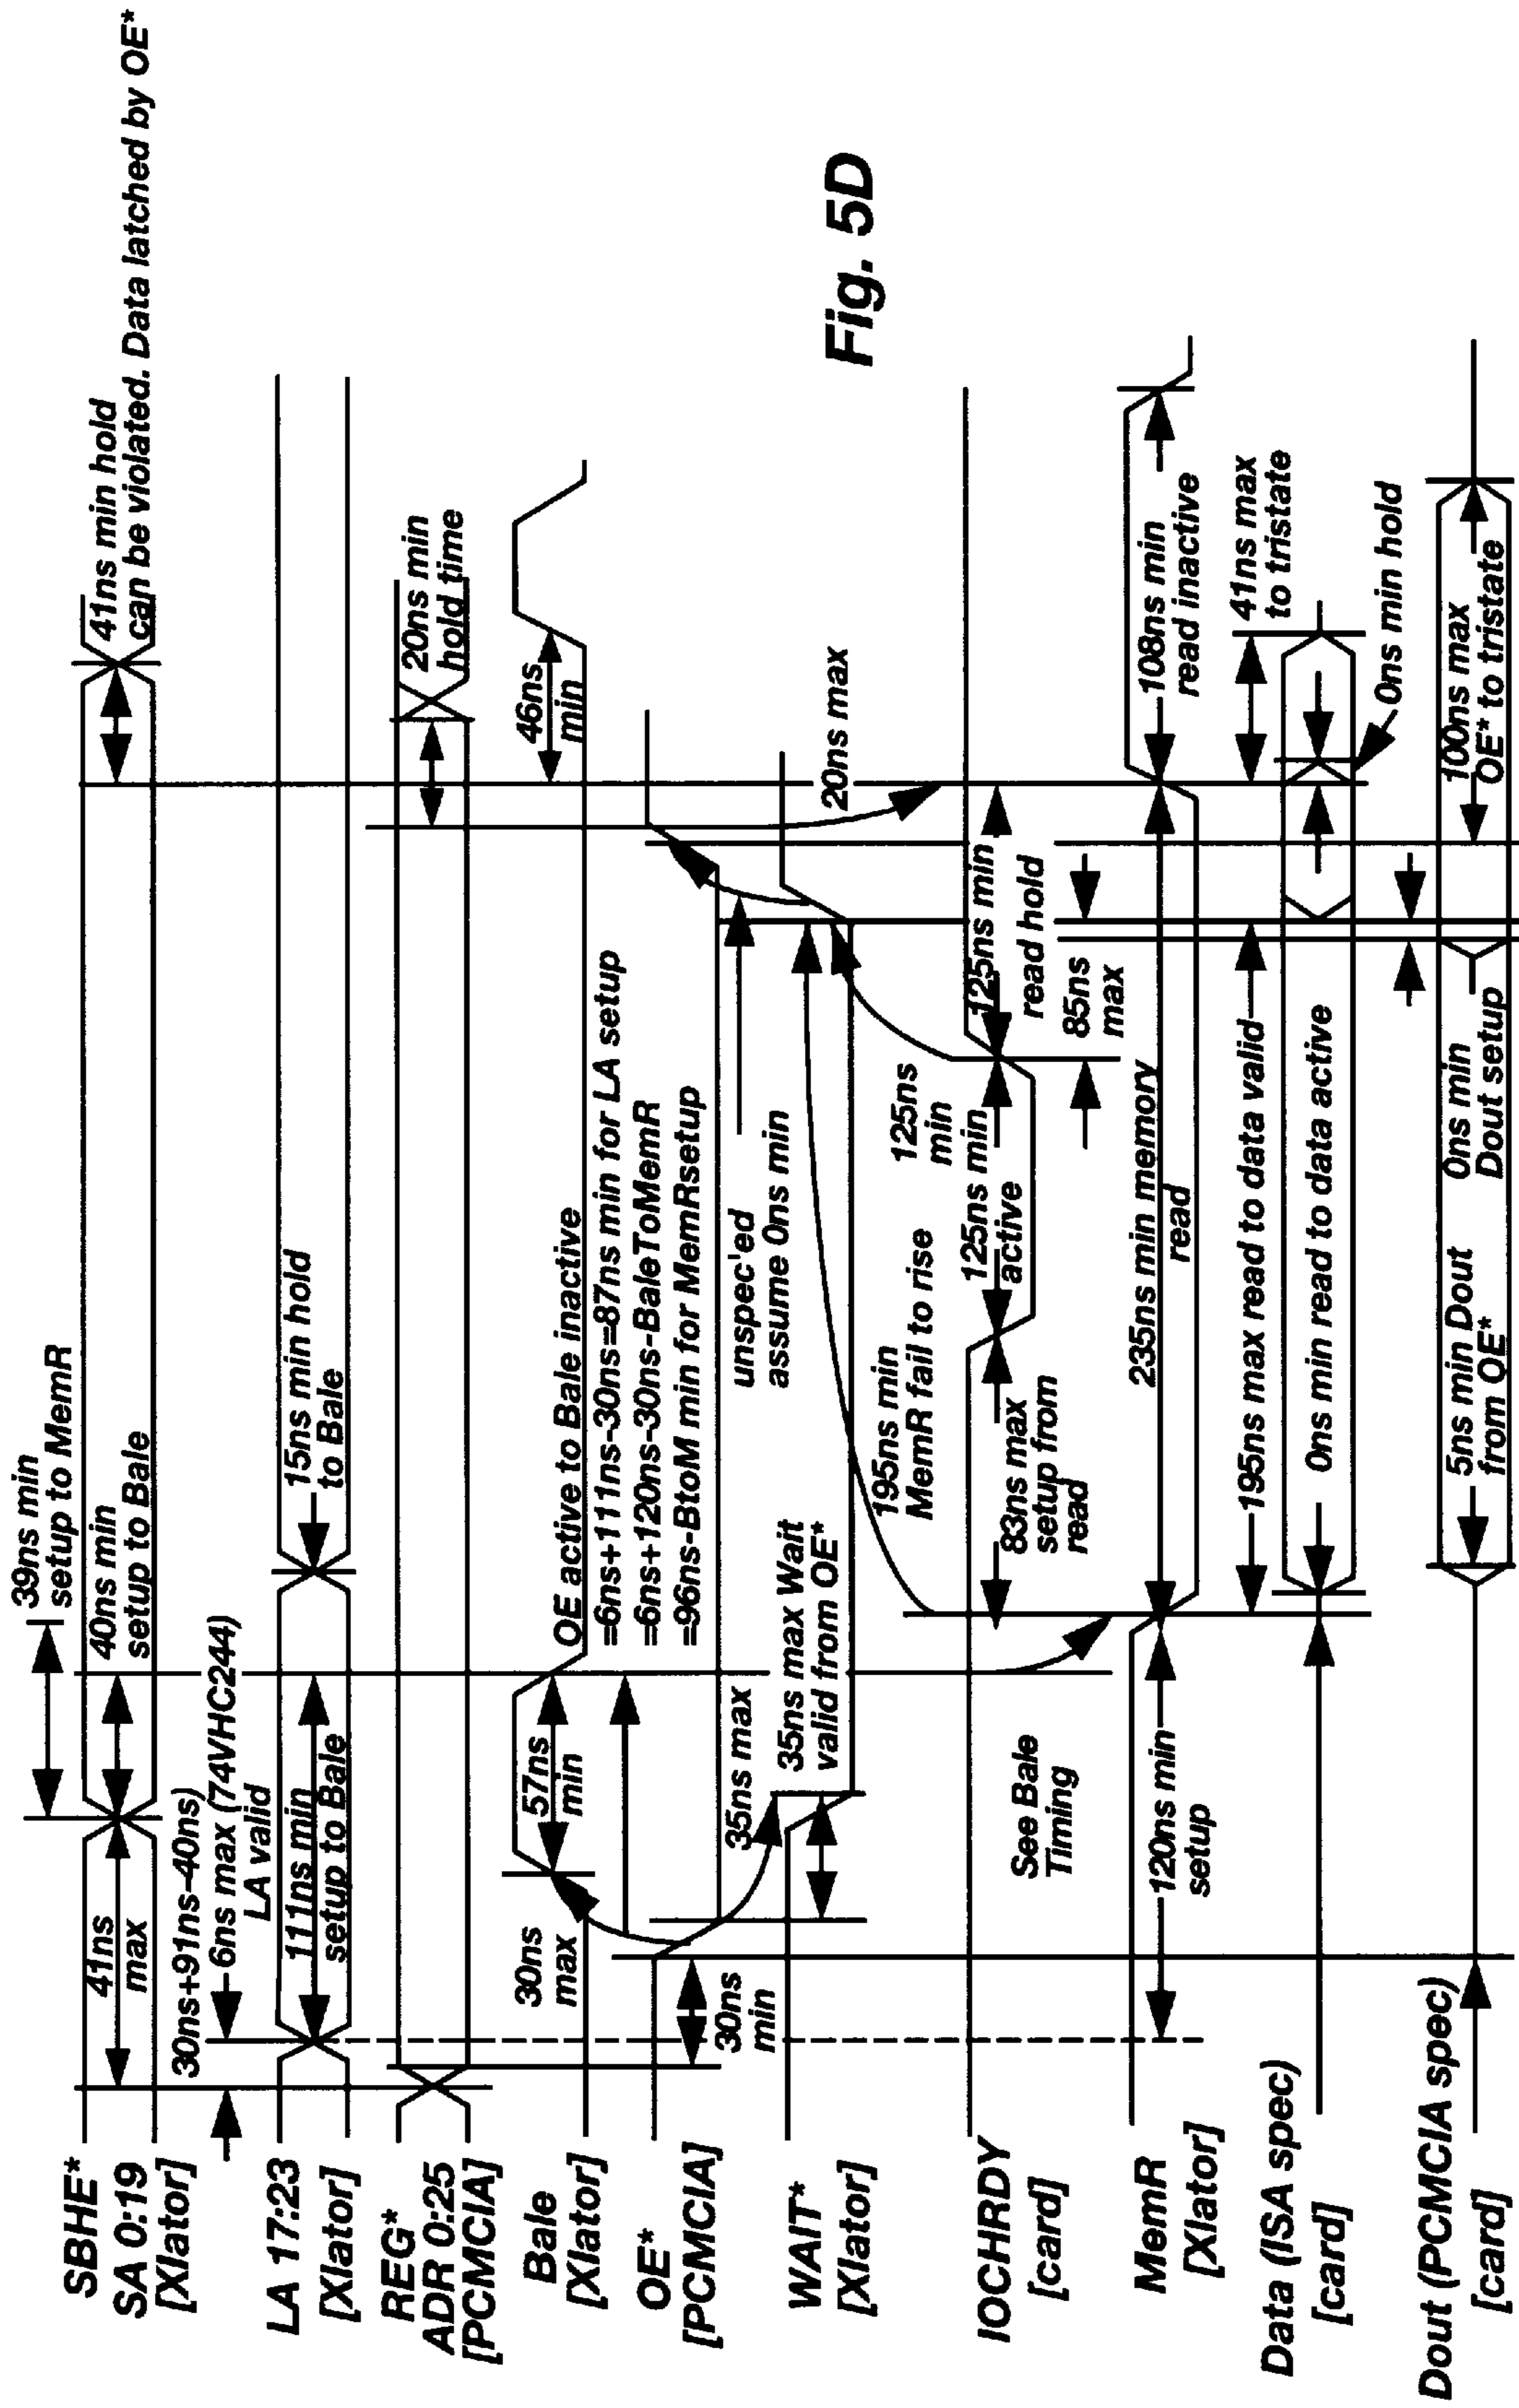 SBHE*
SA 0:19
[Xlator]
41ns
max
39ns min
setup to MemR
40ns min
setup to Bale
41ns min hold
can be violated. Data latched by OE*
30ns+91ns-40ns)
6ns max (74VHC244)
LA valid
LA 17:23
[Xlator]
111ns min
setup to Bale
15ns min hold
to Bale
REG*
ADR 0:25
[PCMCIA]
20ns min
hold time
Bale
[Xlator]
30ns
max
57ns
min
46ns
min
OE active to Bale inactive
=6ns+111ns-30ns=87ns min for LA setup
=6ns+120ns-30ns-BaleToMemR
=96ns-BtoM min for MemRsetup
OE*
[PCMCIA]
30ns
min
35ns max
unspec'ed
assume 0ns min
20ns max
WAIT*
[Xlator]
35ns max Wait
valid from OE*
195ns min
MemR fail to rise
125ns
min
IOCHRDY
[card]
See Bale
Timing
83ns max
setup from
read
125ns min
active
125ns min
read hold
85ns
max
MemR
[Xlator]
120ns min
setup
235ns min memory
read
108ns min
read inactive
Data (ISA spec)
[card]
195ns max read to data valid
0ns min read to data active
41ns max
to tristate
0ns min hold
Dout (PCMCIA spec)
[card]
5ns min Dout
from OE*
0ns min
Dout setup
100ns max
OE* to tristate
Fig. 5D